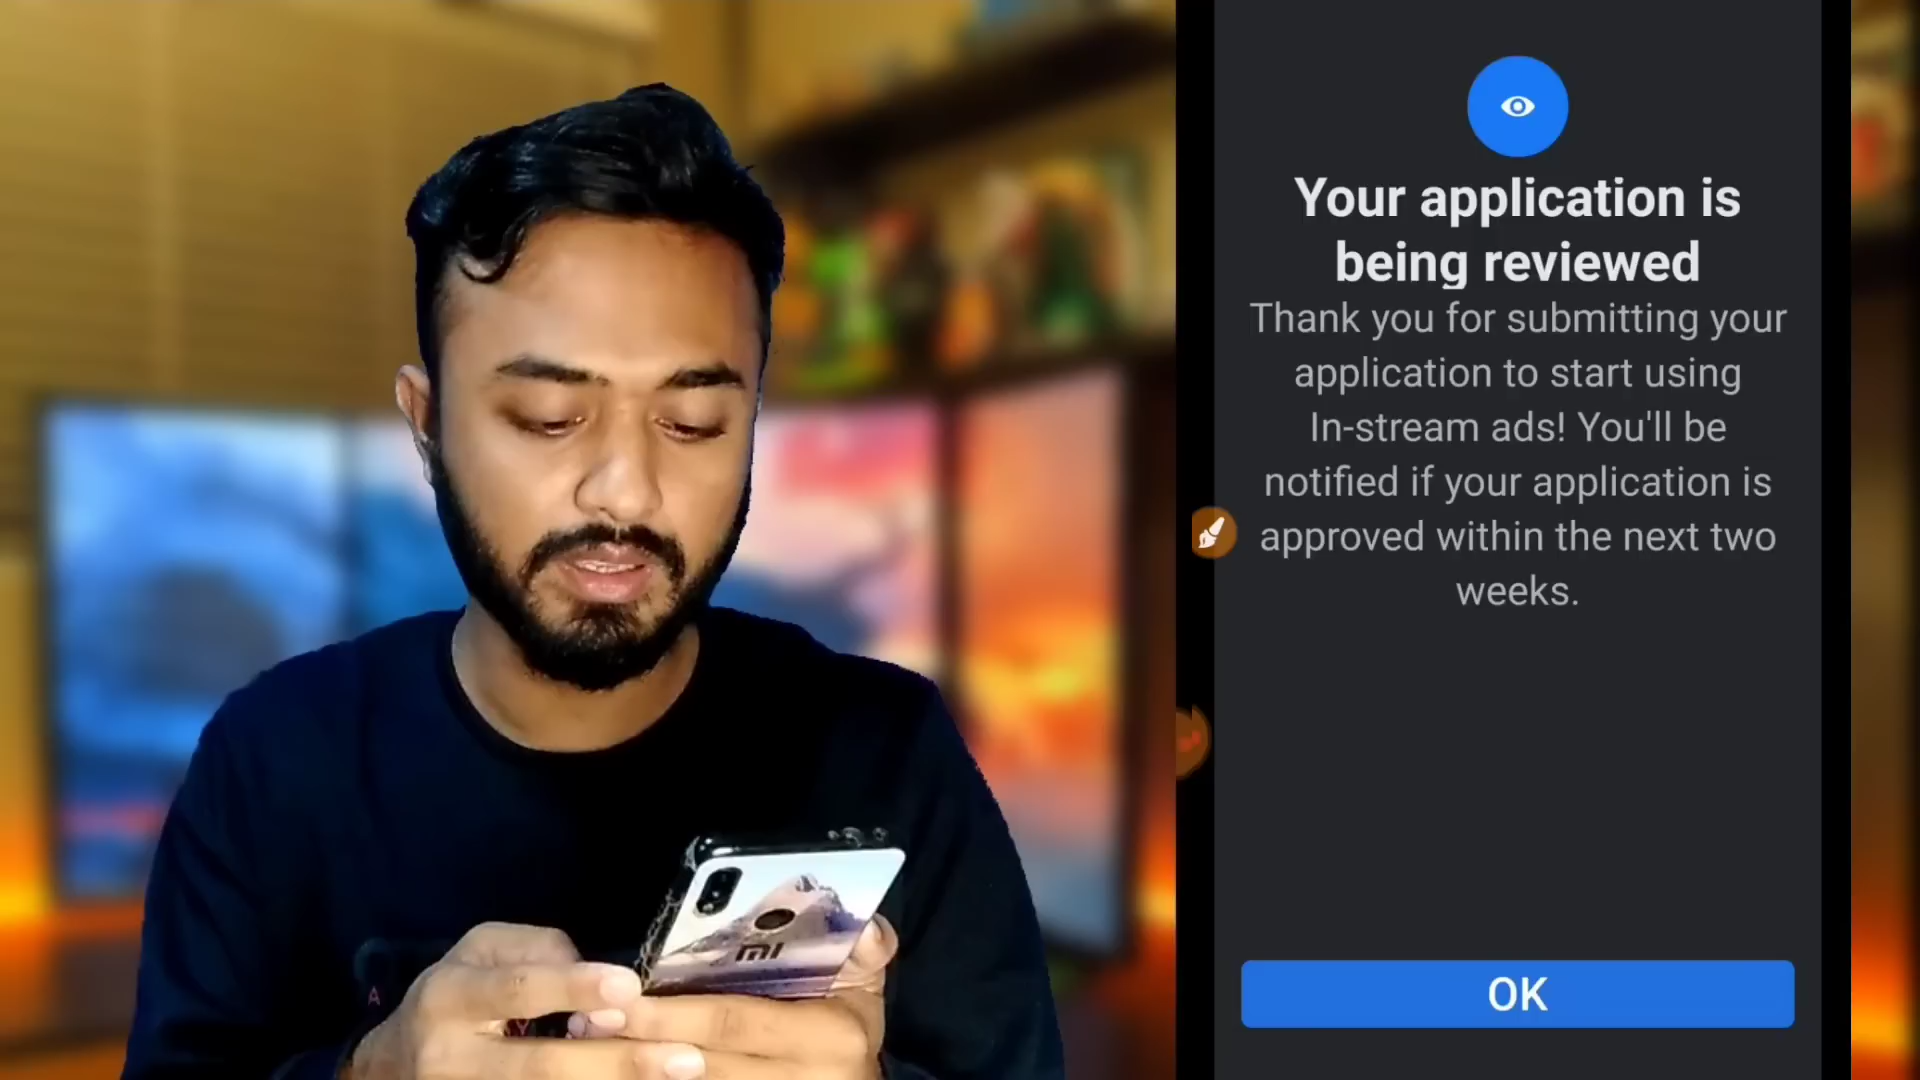 Your application is
being reviewed
Thank you for submitting your
application to start using
In-stream ads! You'll be
notified if your application is
approved within the next two
weeks.
OK
MI
A